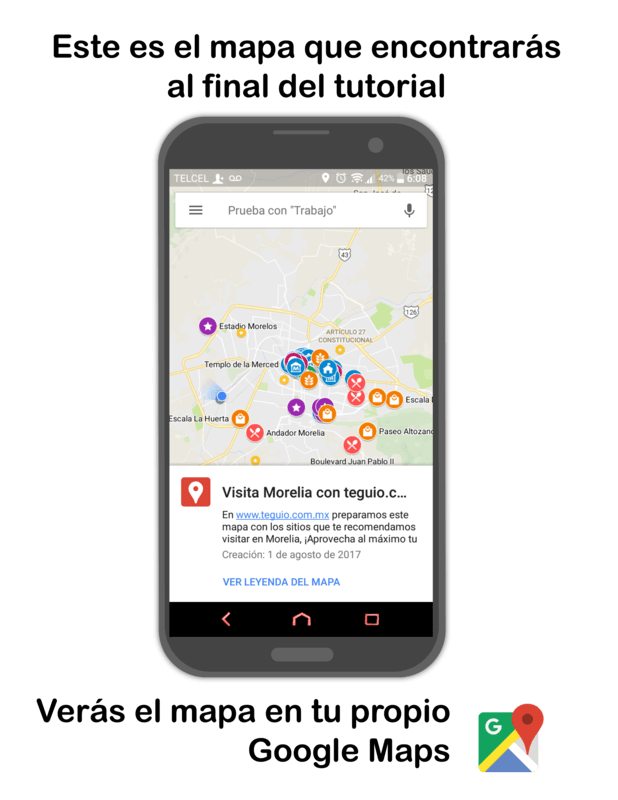 Este es el mapa que encontrarás
al final del tutorial
TELCEL
42% 6:08
Prueba con "Trabajo"
43
126
Estadio Morelos
ARTÍCULO 27
CONSTITUCIONAL
Templo de la Merced
Escala
Escala La Huerta
Andador Morelia
Paseo Altozano
Boulevard Juan Pablo II
Visita Morelia con teguio.c...
En www.teguio.com.mx preparamos este
mapa con los sitios que te recomendamos
visitar en Morelia, ¡Aprovecha al máximo tu
Creación: 1 de agosto de 2017
VER LEYENDA DEL MAPA
Verás el mapa en tu propio
Google Maps
G